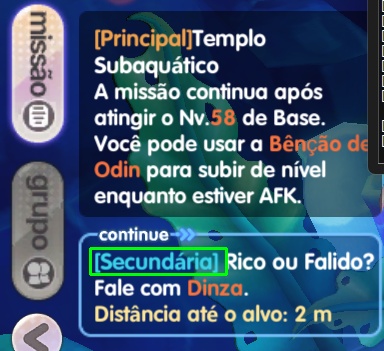 missão
[Principal]Templo
Subaquático
A missão continua após
atingir o Nv.58 de Base.
Você pode usar a Bênção de
Odin para subir de nível
enquanto estiver AFK.
grupo
continue
[Secundária] Rico ou Falido?
Fale com Dinza.
Distância até o alvo: 2 m